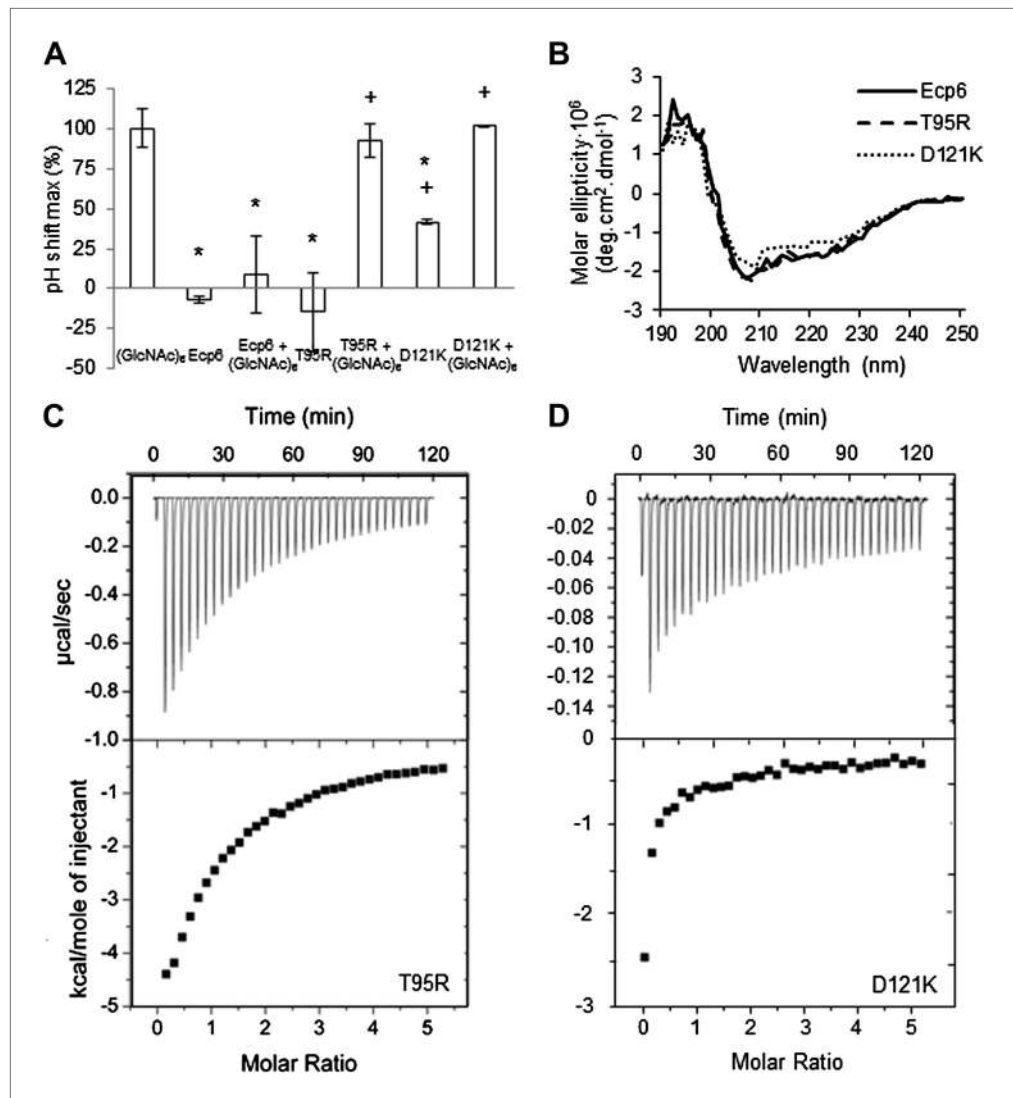 A
125
100
75
50
25
0
-25
-50
pH shift max (%)
* * * + * + +
(GlcNAc)₆ Ecp6 Ecp6 + (GlcNAc)₆ T95R T95R + (GlcNAc)₆ D121K D121K + (GlcNAc)₆
B
3
2
1
0
-1
-2
-3
Molar ellipticity·10⁶
(deg.cm².dmol⁻¹)
Ecp6
T95R
D121K
190 200 210 220 230 240 250
Wavelength (nm)
C
Time (min)
0 30 60 90 120
0.0
-0.2
-0.4
-0.6
-0.8
-1.0
µcal/sec
-1
-2
-3
-4
-5
kcal/mole of injectant
T95R
0 1 2 3 4 5
Molar Ratio
D
Time (min)
0 30 60 90 120
0
-0.02
-0.04
-0.06
-0.08
-0.10
-0.12
-0.14
0
-1
-2
-3
D121K
0 1 2 3 4 5
Molar Ratio